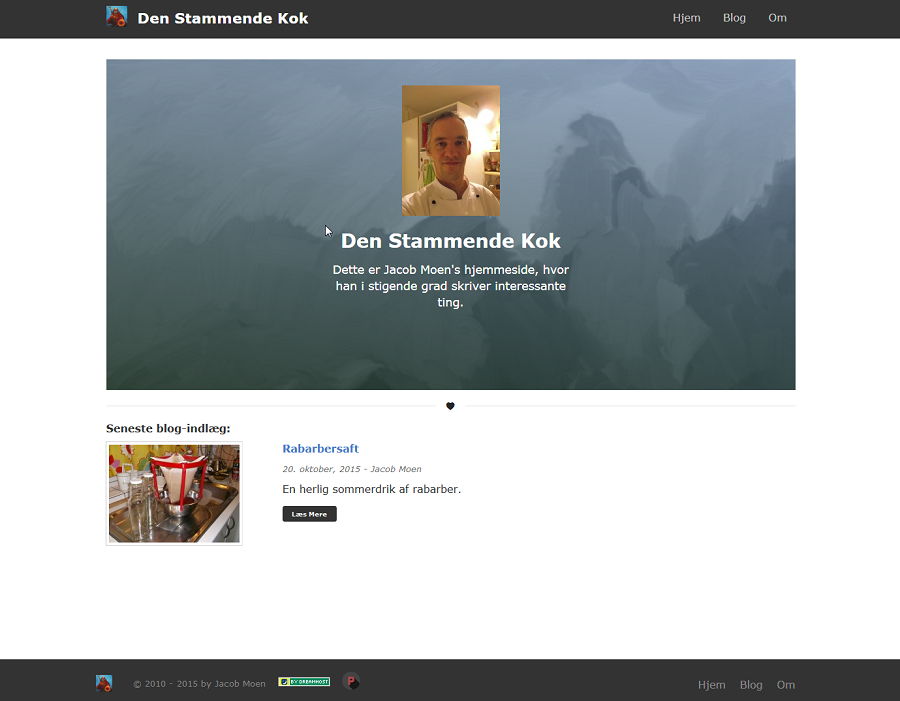 Den Stammende Kok
Hjem Blog Om
Den Stammende Kok
Dette er Jacob Moen's hjemmeside, hvor
han i stigende grad skriver interessante
ting.
Seneste blog-indlæg:
Rabarbersaft
20. oktober, 2015 - Jacob Moen
En herlig sommerdrik af rabarber.
Læs Mere
© 2010 - 2015 by Jacob Moen
BY DREAMHOST
P
Hjem Blog Om